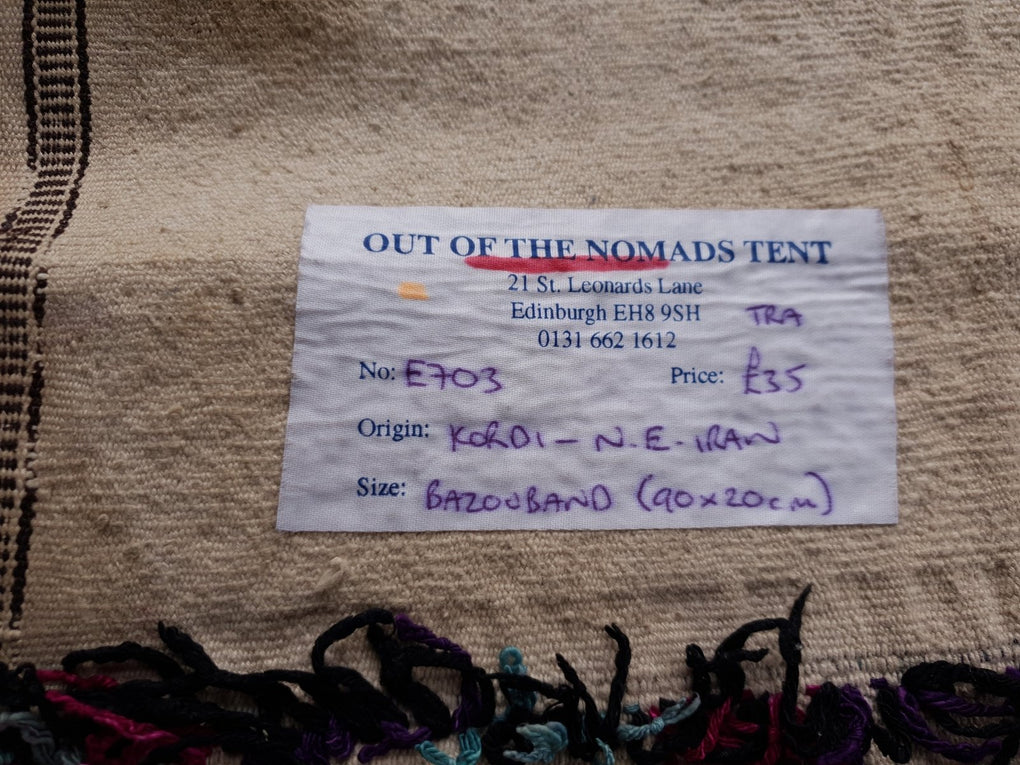 OUT OF THE NOMADS TENT
21 St. Leonards Lane
Edinburgh EH8 9SH TRA
0131 662 1612
No: E703 Price: £35
Origin: KORDI - N.E. IRAN
Size: BAZOUBAND (90x20cm)